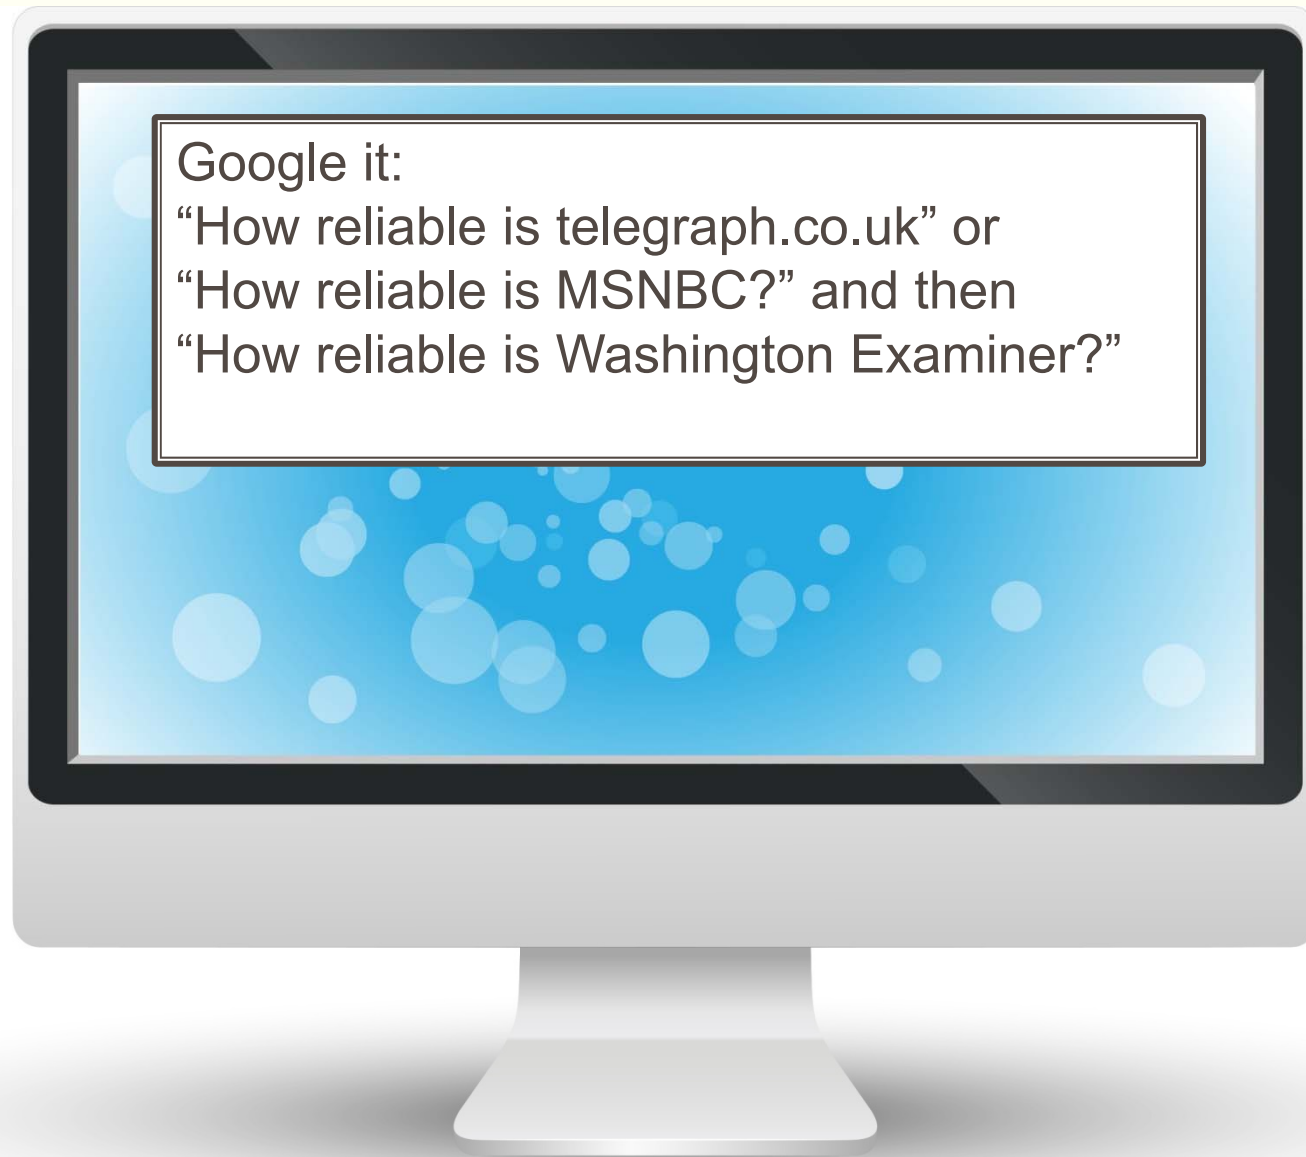 Google it:
“How reliable is telegraph.co.uk” or
“How reliable is MSNBC?” and then
“How reliable is Washington Examiner?”